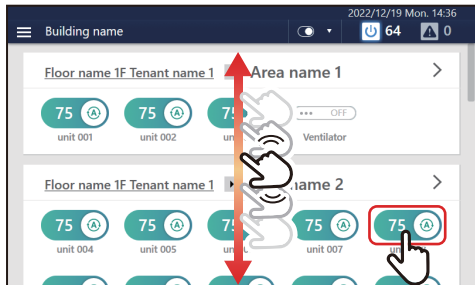 2022/12/19 Mon. 14:36
Building name 64 0
Floor name 1F Tenant name 1 Area name 1
75 75 75 OFF
unit 001 unit 002 Ventilator
Floor name 1F Tenant name 1 name 2
75 75 75 75 75
unit 004 unit 005 unit 007